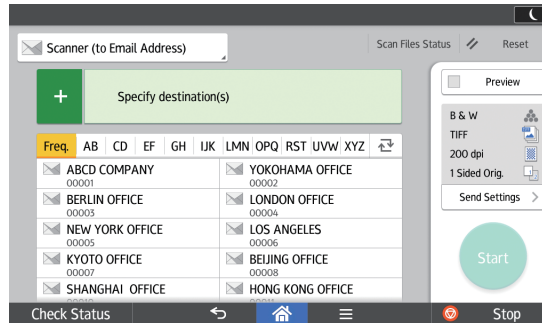 Scanner (to Email Address)
Scan Files Status
Reset
+
Specify destination(s)
Preview
B & W
TIFF
200 dpi
1 Sided Orig.
Send Settings >
Start
Freq. AB CD EF GH IJK LMN OPQ RST UVW XYZ
ABCD COMPANY
00001
YOKOHAMA OFFICE
00002
BERLIN OFFICE
00003
LONDON OFFICE
00004
NEW YORK OFFICE
00005
LOS ANGELES
00006
KYOTO OFFICE
00007
BEIJING OFFICE
00008
SHANGHAI OFFICE
HONG KONG OFFICE
Check Status
Stop